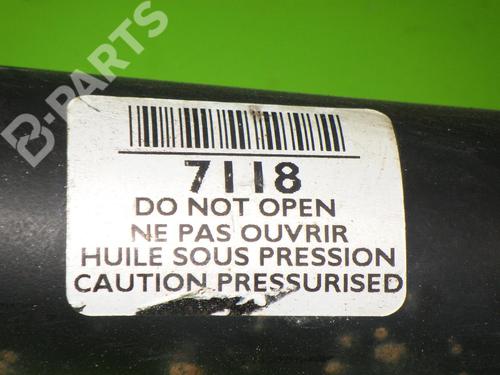 B-PARTS
7118
DO NOT OPEN
NE PAS OUVRIR
HUILE SOUS PRESSION
CAUTION PRESSURISED